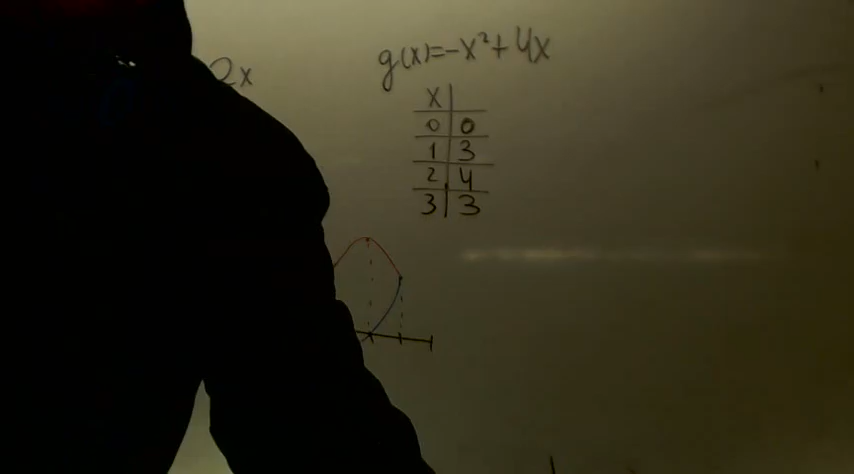 2x
g(x)=-x²+4x
x
0 0
1 3
2 4
3 3